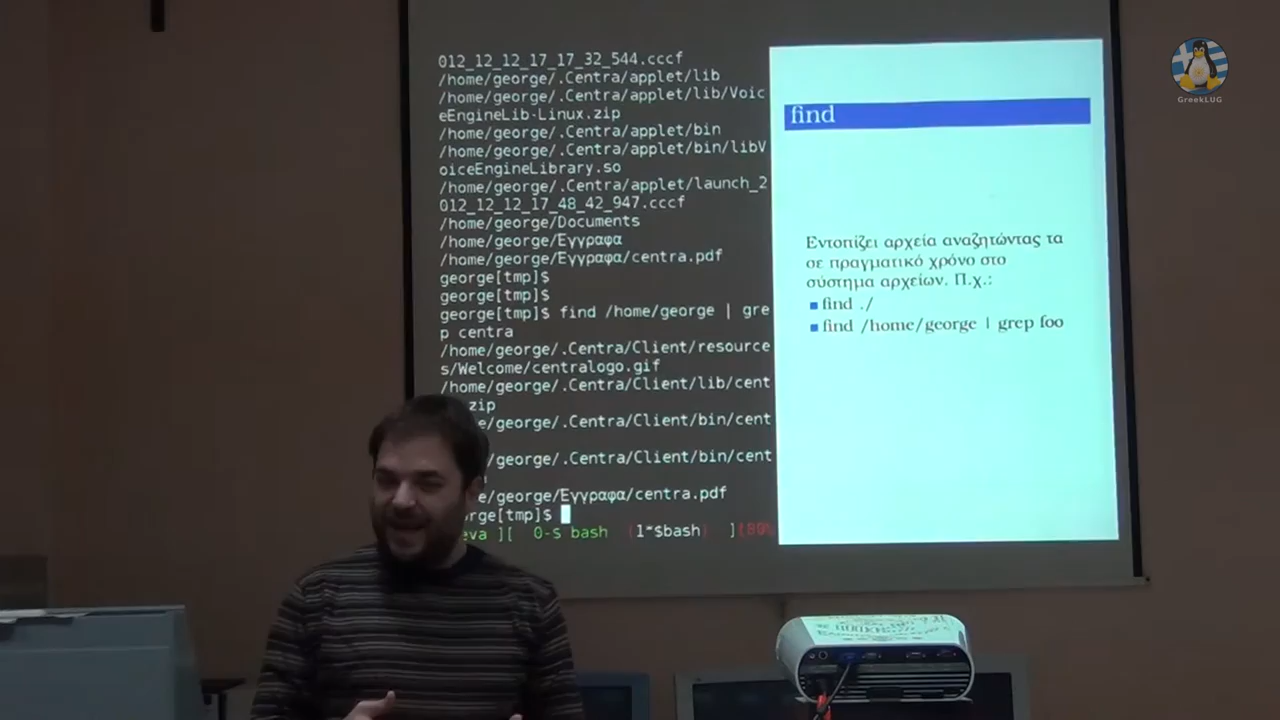 012_12_12_17_17_32_544.cccf
/home/george/.Centra/applet/lib
/home/george/.Centra/applet/lib/Voic
eEngineLib-Linux.zip
/home/george/.Centra/applet/bin
/home/george/.Centra/applet/bin/libV
oiceEngineLibrary.so
/home/george/.Centra/applet/launch_2
012_12_12_17_48_42_947.cccf
/home/george/Documents
/home/george/Έγγραφα
/home/george/Έγγραφα/centra.pdf
george[tmp]$
george[tmp]$
george[tmp]$ find /home/george | gre
p centra
/home/george/.Centra/Client/resource
s/Welcome/centralogo.gif
/home/george/.Centra/Client/lib/cent
zip
e/george/.Centra/Client/bin/cent
/george/.Centra/Client/bin/cent
e/george/Έγγραφα/centra.pdf
rge[tmp]$
eva ][ 0-$ bash (1*$bash) ][80%
find
Εντοπίζει αρχεία αναζητώντας τα
σε πραγματικό χρόνο στο
σύστημα αρχείων. Π.χ.:
find ./
find /home/george | grep foo
GreekLUG